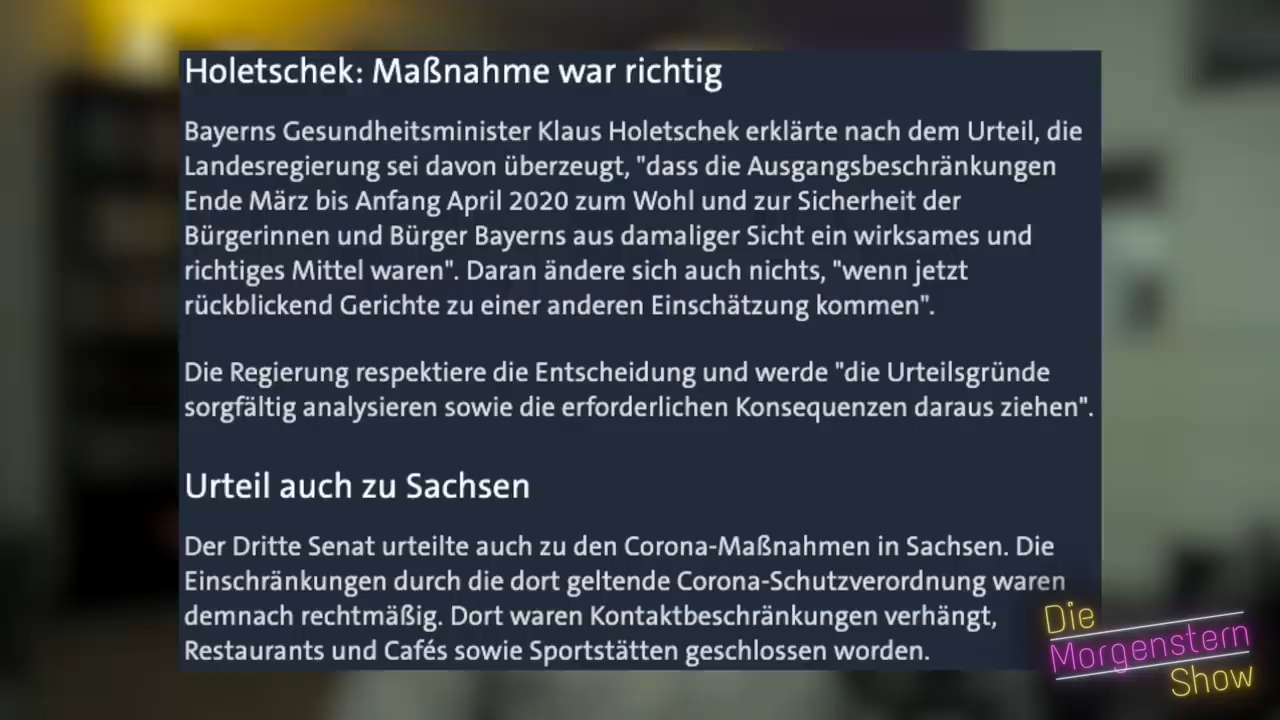 Holetschek: Maßnahme war richtig
Bayerns Gesundheitsminister Klaus Holetschek erklärte nach dem Urteil, die
Landesregierung sei davon überzeugt, "dass die Ausgangsbeschränkungen
Ende März bis Anfang April 2020 zum Wohl und zur Sicherheit der
Bürgerinnen und Bürger Bayerns aus damaliger Sicht ein wirksames und
richtiges Mittel waren". Daran ändere sich auch nichts, "wenn jetzt
rückblickend Gerichte zu einer anderen Einschätzung kommen".
Die Regierung respektiere die Entscheidung und werde "die Urteilsgründe
sorgfältig analysieren sowie die erforderlichen Konsequenzen daraus ziehen".
Urteil auch zu Sachsen
Der Dritte Senat urteilte auch zu den Corona-Maßnahmen in Sachsen. Die
Einschränkungen durch die dort geltende Corona-Schutzverordnung waren
demnach rechtmäßig. Dort waren Kontaktbeschränkungen verhängt,
Restaurants und Cafés sowie Sportstätten geschlossen worden.
Die
Morgenstern
Show